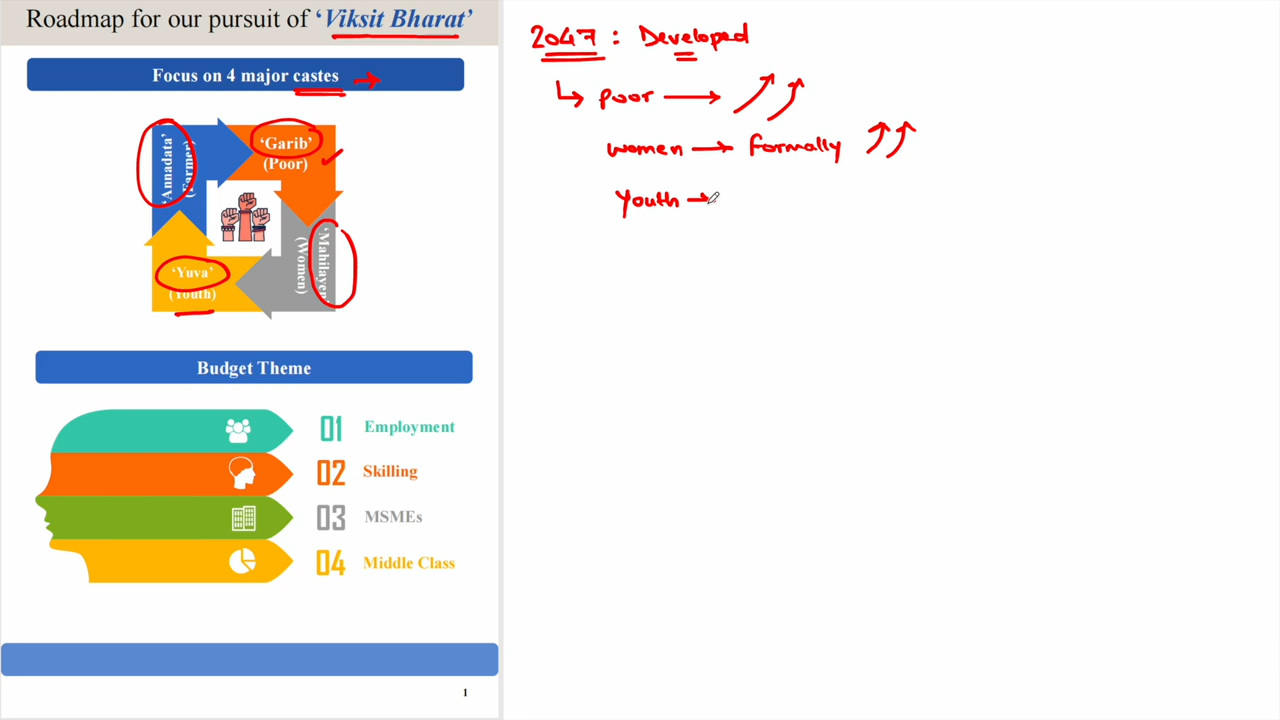 Roadmap for our pursuit of ‘Viksit Bharat’
Focus on 4 major castes
‘Annadata’
(Farmer)
‘Garib’
(Poor)
‘Mahilayen’
(Women)
‘Yuva’
(Youth)
Budget Theme
01 Employment
02 Skilling
03 MSMEs
04 Middle Class
1
2047 : Developed
↳ Poor → ↗↗
women → formally ↗↗
Youth →